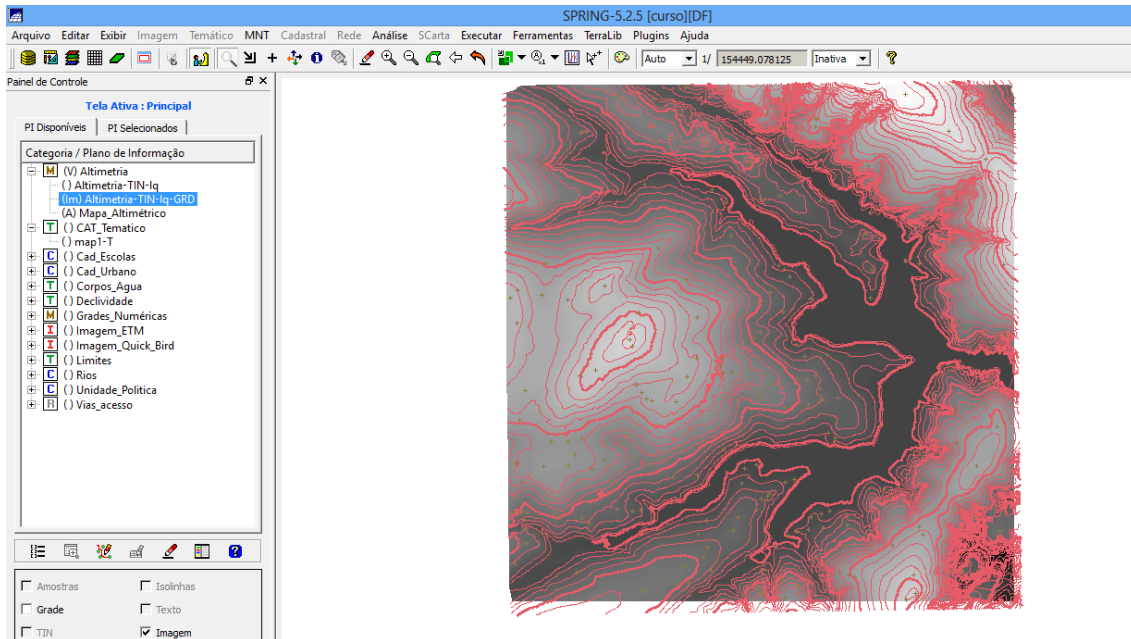 SPRING-5.2.5 [curso][DF]
Arquivo Editar Exibir Imagem Temático MNT Cadastral Rede Análise SCarta Executar Ferramentas TerraLib Plugins Ajuda
Auto 1/ 154449.078125 Inativa
Painel de Controle
Tela Ativa : Principal
PI Disponíveis PI Selecionados
Categoria / Plano de Informação
M (V) Altimetria
() Altimetria-TIN-lq
(Im) Altimetria-TIN-lq-GRD
(A) Mapa_Altimétrico
T () CAT_Tematico
() map1-T
C () Cad_Escolas
C () Cad_Urbano
T () Corpos_Agua
T () Declividade
M () Grades_Numéricas
I () Imagem_ETM
I () Imagem_Quick_Bird
T () Limites
C () Rios
C () Unidade_Politica
R () Vias_acesso
Amostras Isolinhas
Grade Texto
TIN Imagem